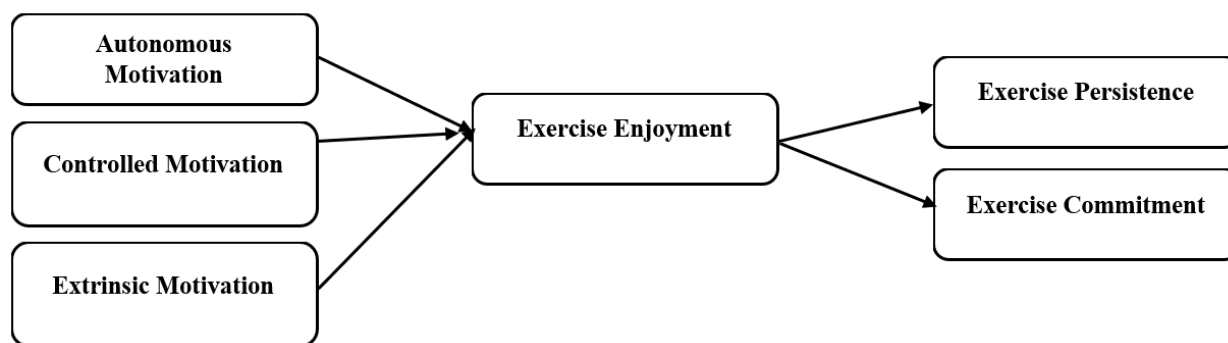 Autonomous
Motivation
Controlled Motivation
Extrinsic Motivation
Exercise Enjoyment
Exercise Persistence
Exercise Commitment